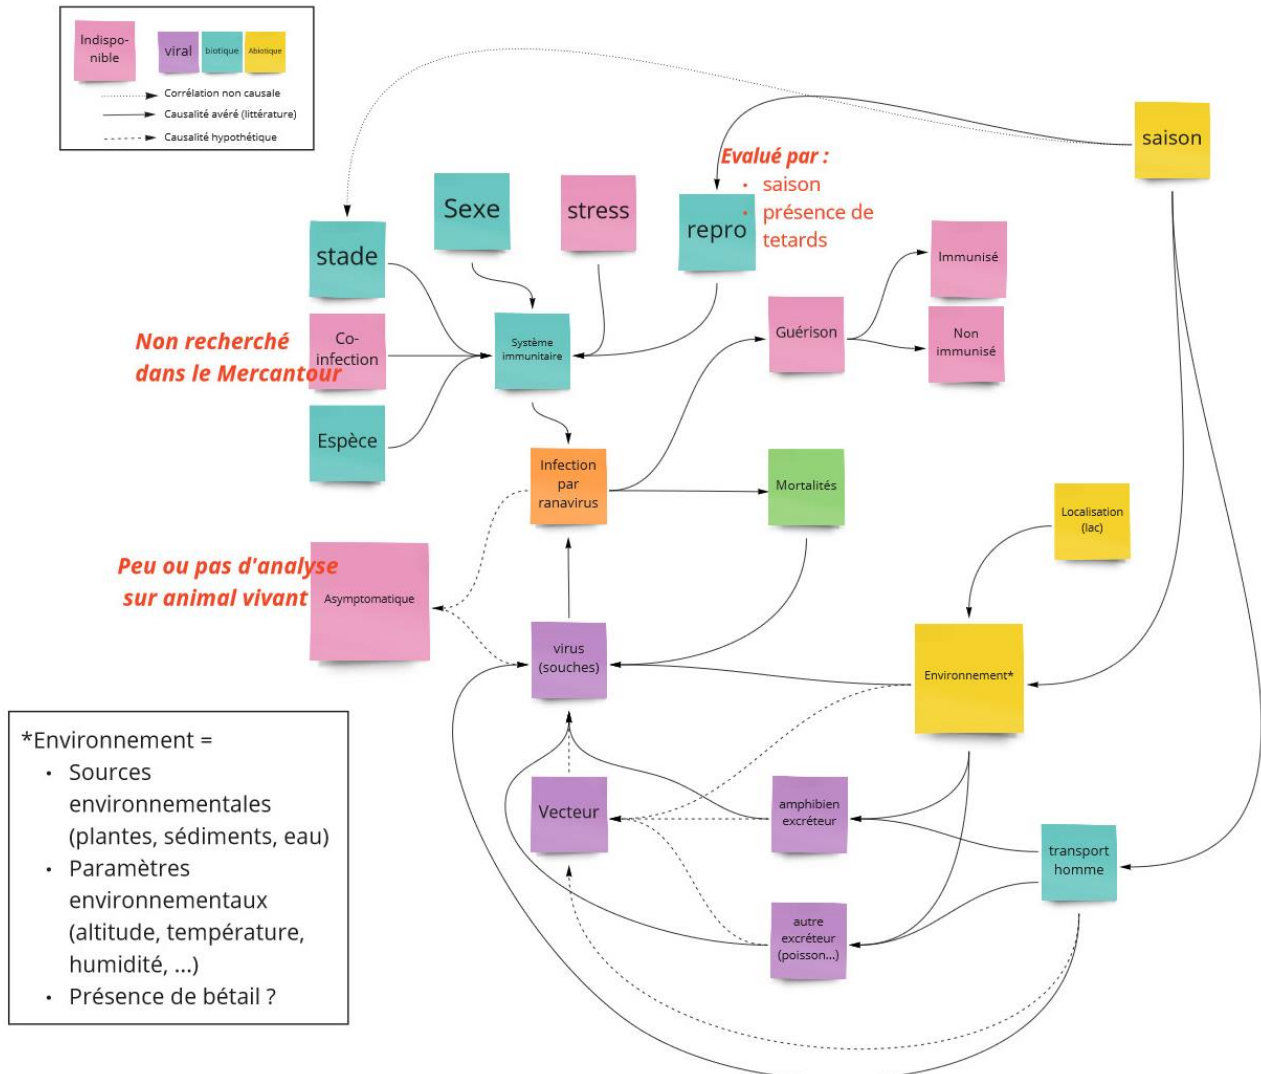 Indispo-
nible
viral
biotique
Abiotique
Corrélation non causale
Causalité avéré (littérature)
Causalité hypothétique
saison
Evalué par :
• saison
• présence de
tetards
Sexe
stress
repro
stade
Immunisé
Système
immunitaire
Guérison
Non
immunisé
Non recherché
dans le Mercantour
Co-
infection
Espèce
Infection
par
ranavirus
Mortalités
Localisation
(lac)
Peu ou pas d'analyse
sur animal vivant
Asymptomatique
virus
(souches)
Environnement*
*Environnement =
• Sources
environnementales
(plantes, sédiments, eau)
• Paramètres
environnementaux
(altitude, température,
humidité, ...)
• Présence de bétail ?
Vecteur
amphibien
excréteur
transport
homme
autre
excréteur
(poisson...)